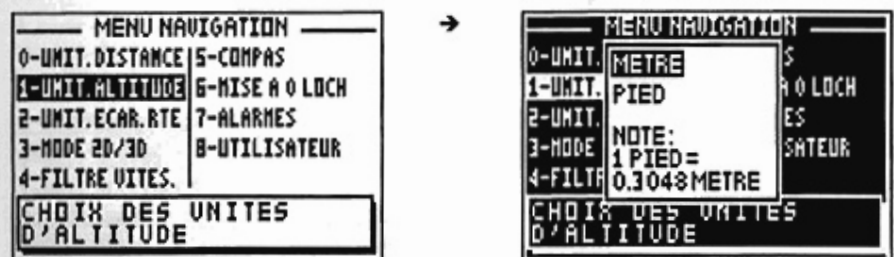 MENU NAVIGATION
0-UNIT.DISTANCE 5-COMPAS
1-UNIT.ALTITUDE 6-MISE A 0 LOCH
2-UNIT.ECAR.RTE 7-ALARMES
3-MODE 2D/3D 8-UTILISATEUR
4-FILTRE VITES.
CHOIX DES UNITES
D'ALTITUDE
→
MENU NAVIGATION
0-UNIT. S
1-UNIT. A 0 LOCH
2-UNIT. ES
3-MODE SATEUR
4-FILTR
METRE
PIED
NOTE:
1 PIED=
0.3048 METRE
CHOIX DES UNITES
D'ALTITUDE